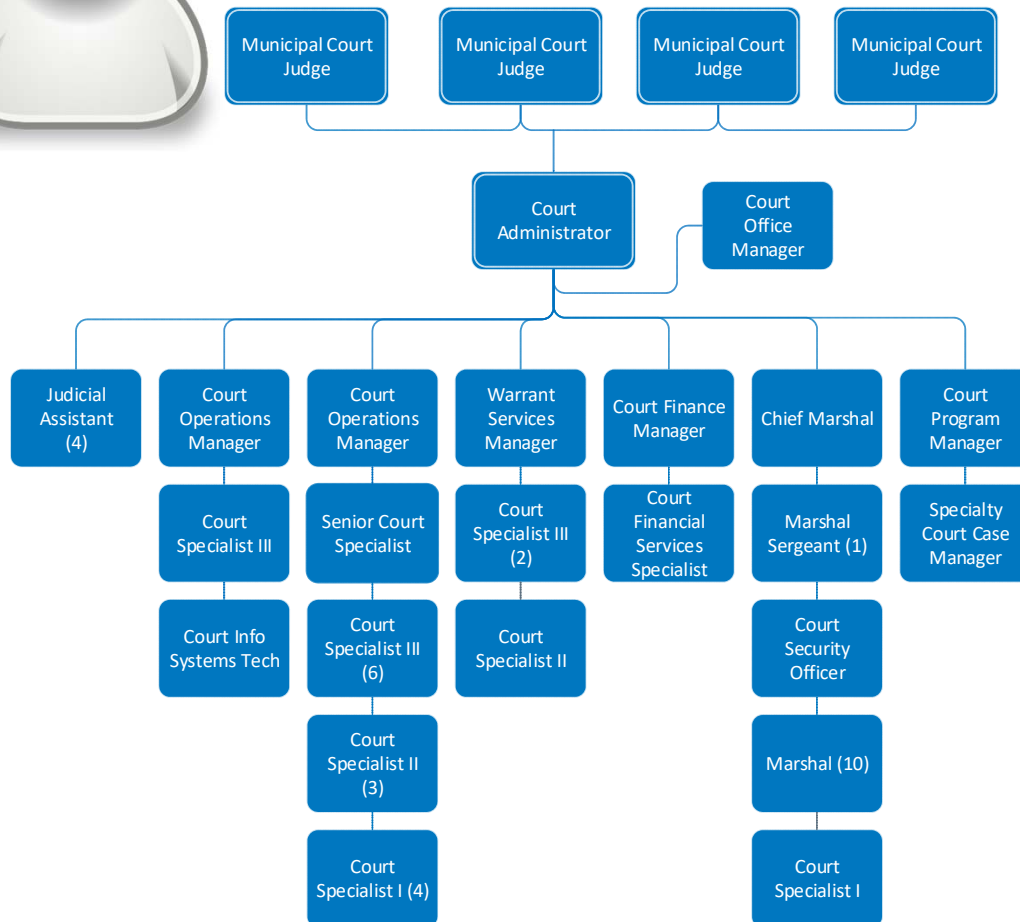 Municipal Court
Judge
Municipal Court
Judge
Municipal Court
Judge
Municipal Court
Judge
Court
Administrator
Court
Office
Manager
Judicial
Assistant
(4)
Court
Operations
Manager
Court
Operations
Manager
Warrant
Services
Manager
Court Finance
Manager
Chief Marshal
Court
Program
Manager
Court
Specialist III
Senior Court
Specialist
Court
Specialist III
(2)
Court
Financial
Services
Specialist
Marshal
Sergeant (1)
Specialty
Court Case
Manager
Court Info
Systems Tech
Court
Specialist III
(6)
Court
Specialist II
Court
Security
Officer
Court
Specialist II
(3)
Marshal (10)
Court
Specialist I (4)
Court
Specialist I